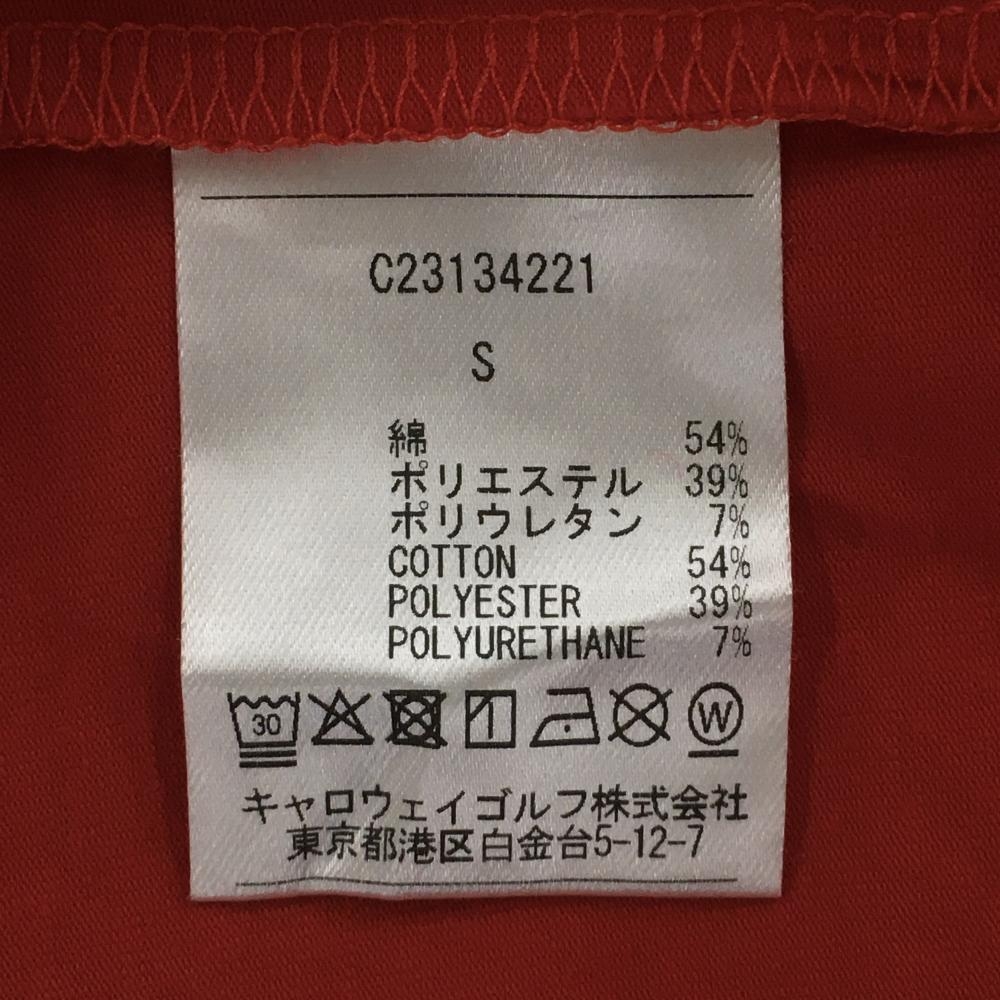 C23134221
S
綿 54%
ポリエステル 39%
ポリウレタン 7%
COTTON 54%
POLYESTER 39%
POLYURETHANE 7%
30 W
キャロウェイゴルフ株式会社
東京都港区白金台5-12-7